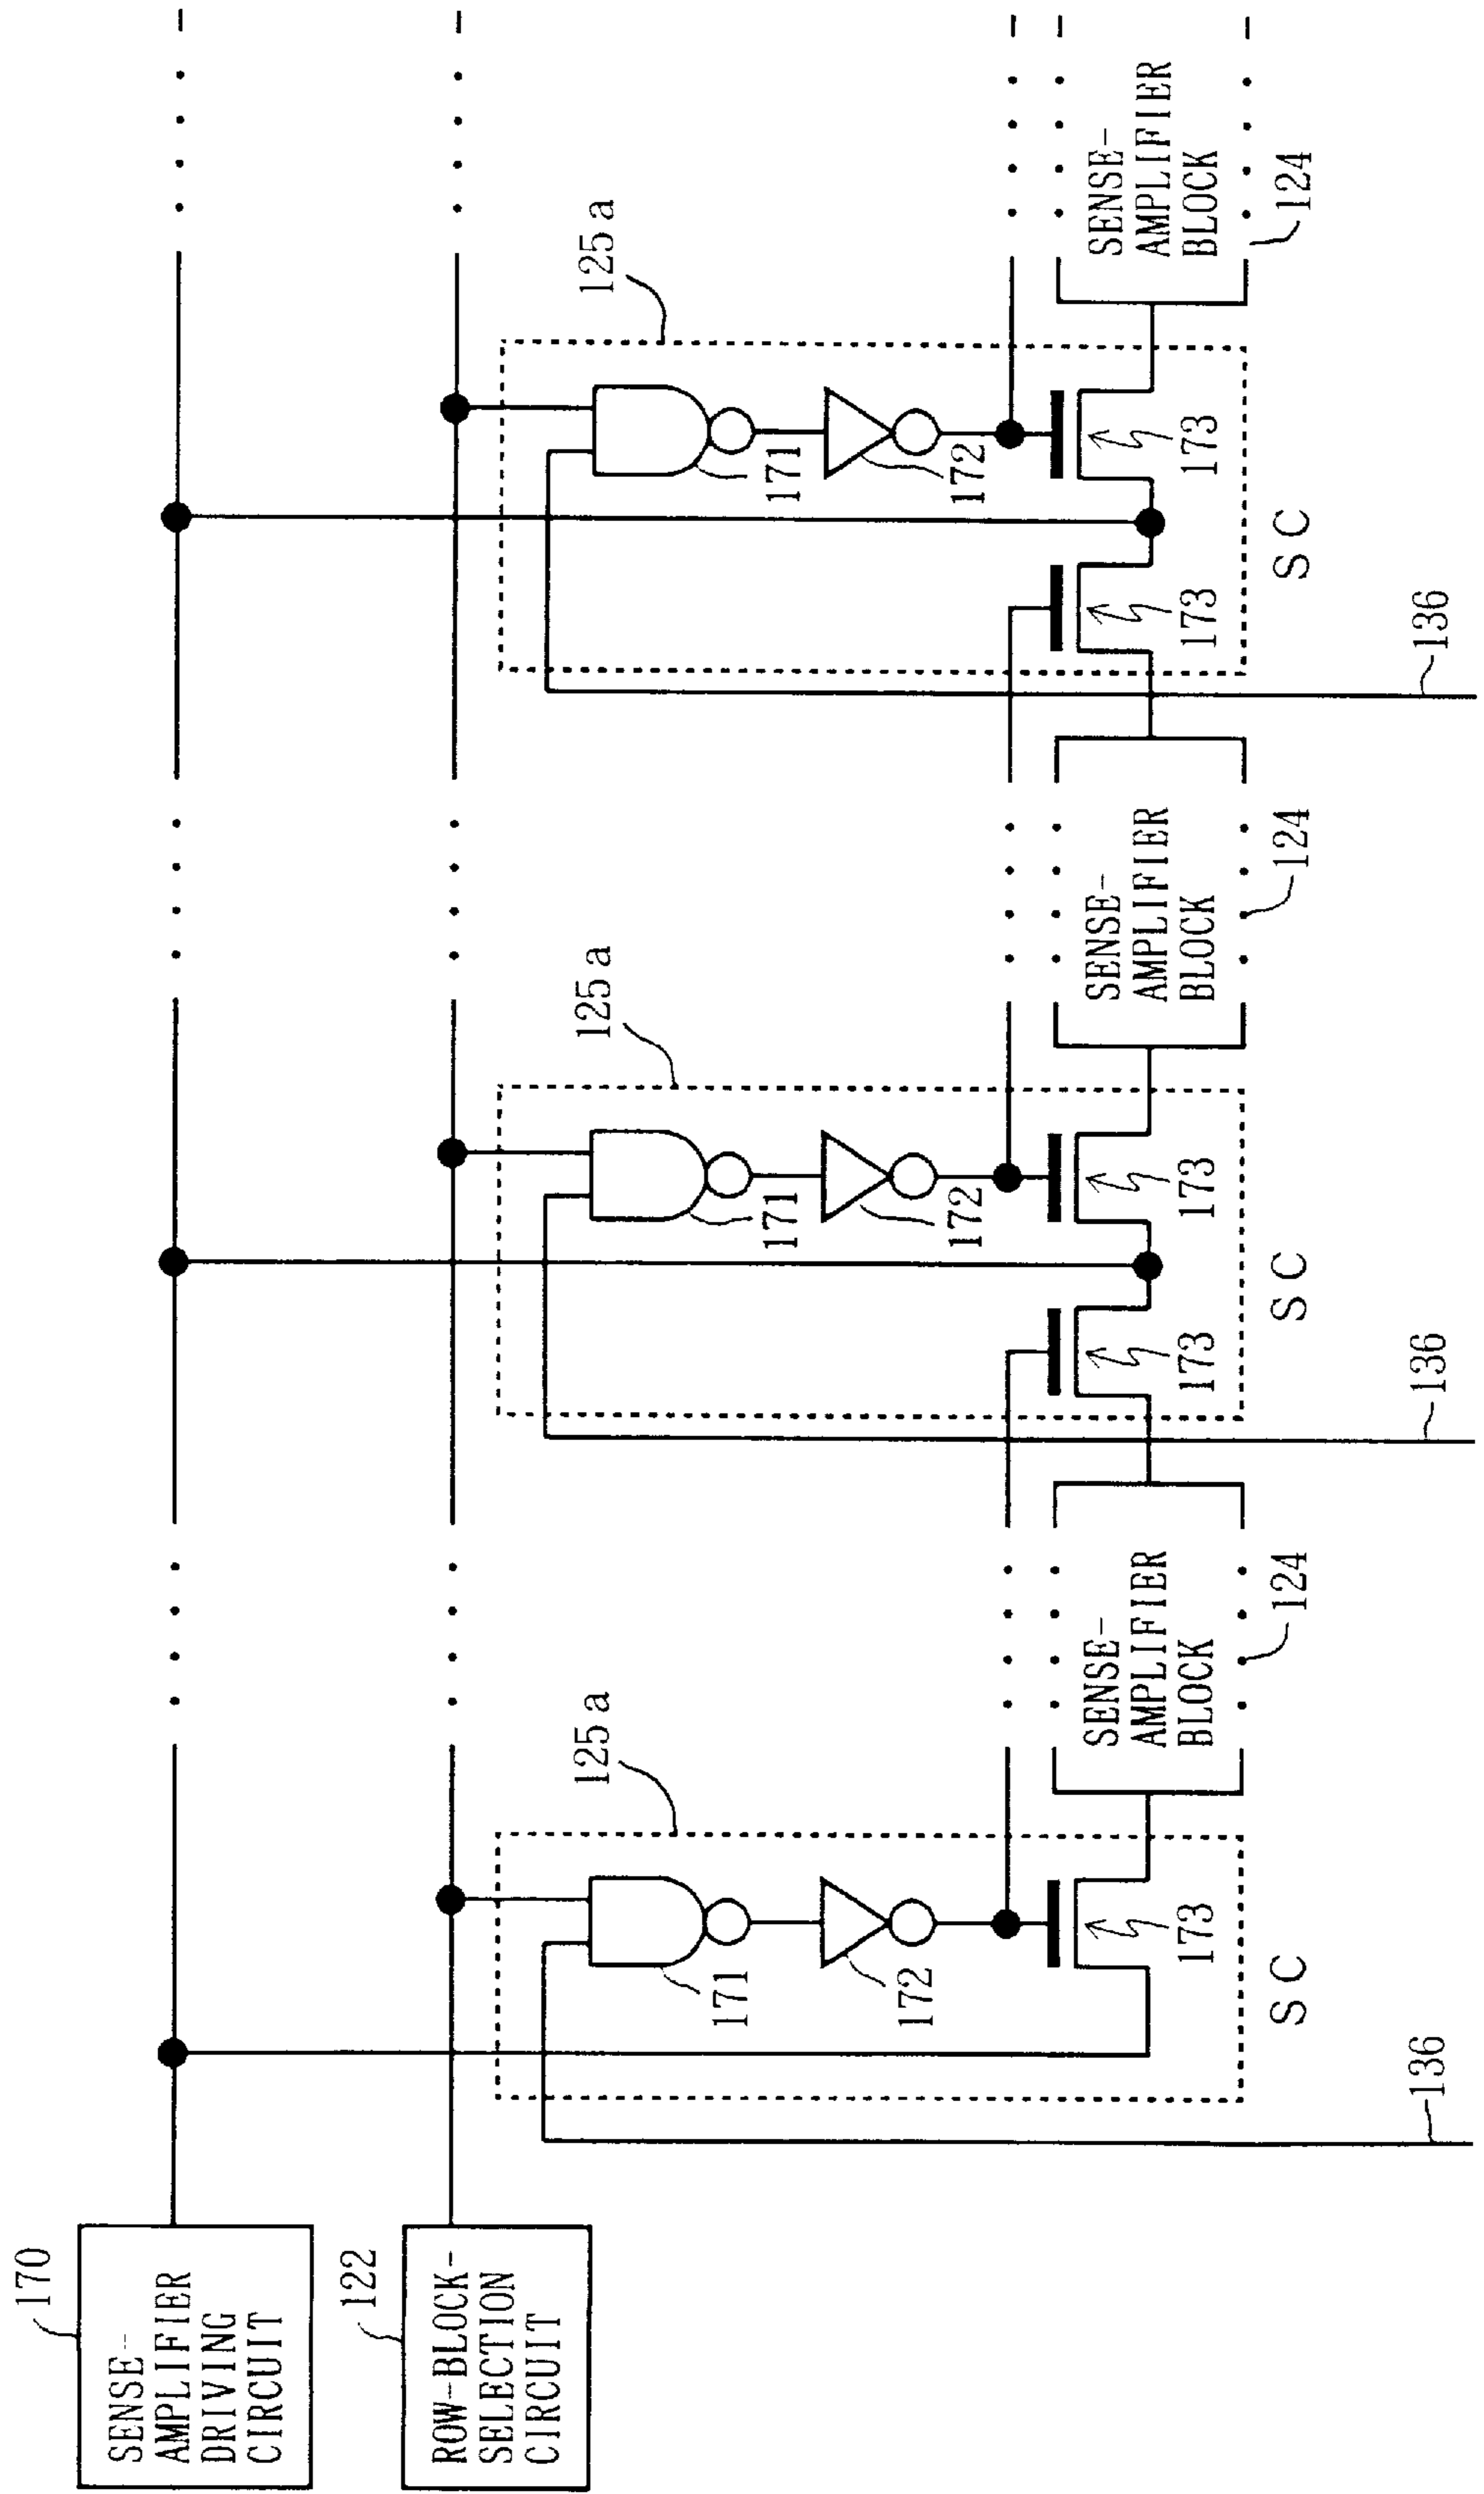 170
SENSE-
AMPLIFIER
DRIVING
CIRCUIT
122
ROW-BLOCK-
SELECTION
CIRCUIT
125a
171
172
173
SC
136
SENSE-
AMPLIFIER
BLOCK
124
125a
171
172
173
173
SC
136
SENSE-
AMPLIFIER
BLOCK
124
125a
171
172
173
173
SC
136
SENSE-
AMPLIFIER
BLOCK
124